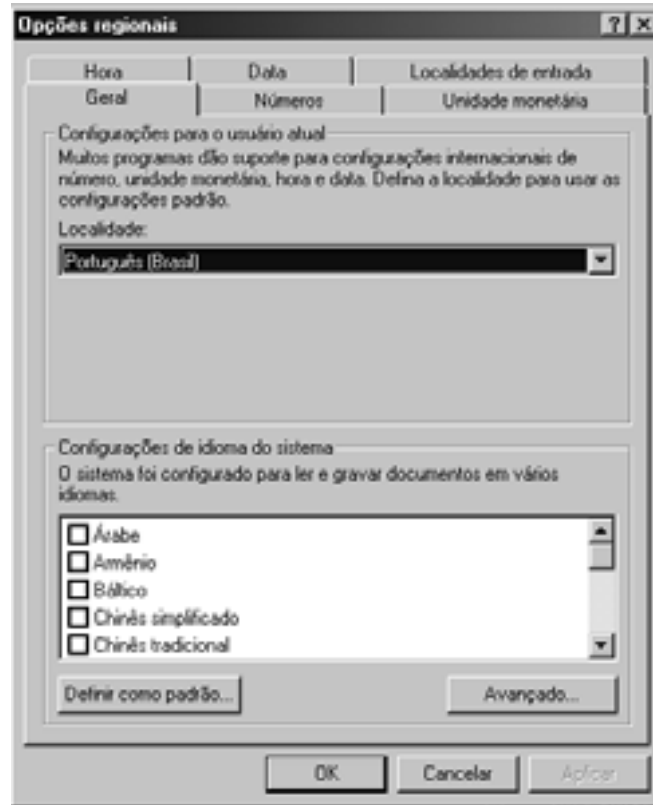 Opções regionais
Hora Data Localidades de entrada
Geral Números Unidade monetária
Configurações para o usuário atual
Muitos programas dão suporte para configurações internacionais de
número, unidade monetária, hora e data. Defina a localidade para usar as
configurações padrão.
Localidade:
Português (Brasil)
Configurações de idioma do sistema
O sistema foi configurado para ler e gravar documentos em vários
idiomas.
Árabe
Armênio
Báltico
Chinês simplificado
Chinês tradicional
Definir como padrão... Avançado...
OK Cancelar Aplicar